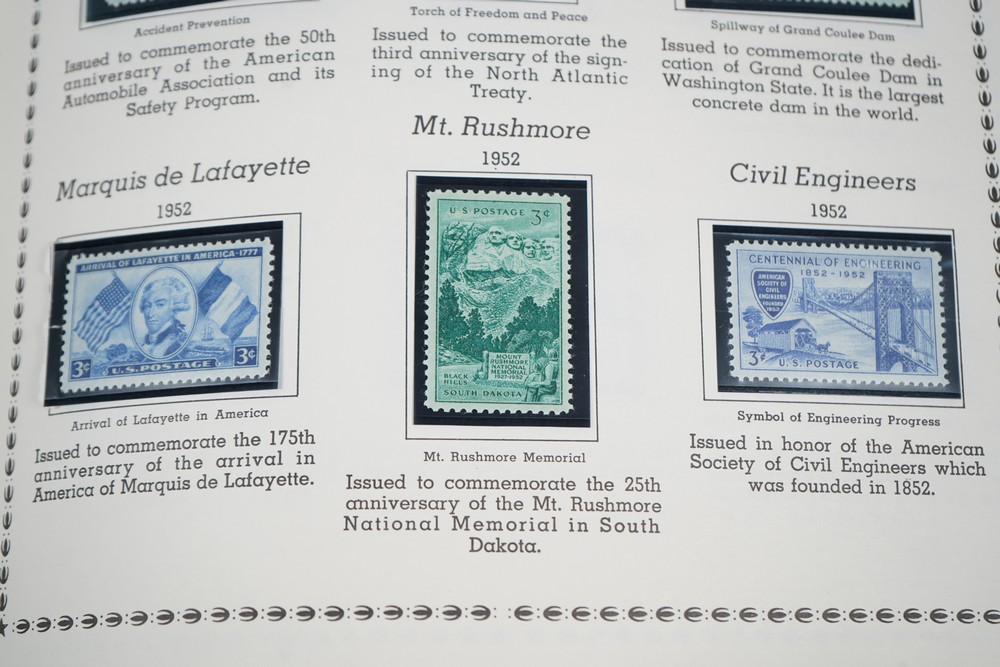 Accident Prevention
Issued to commemorate the 50th
anniversary of the American
Automobile Association and its
Safety Program.
Torch of Freedom and Peace
Issued to commemorate the
third anniversary of the sign-
ing of the North Atlantic
Treaty.
Spillway of Grand Coulee Dam
Issued to commemorate the dedi-
cation of Grand Coulee Dam in
Washington State. It is the largest
concrete dam in the world.
Marquis de Lafayette
1952
ARRIVAL OF LAFAYETTE IN AMERICA-1777
3¢ 3¢
U.S. POSTAGE
Arrival of Lafayette in America
Issued to commemorate the 175th
anniversary of the arrival in
America of Marquis de Lafayette.
Mt. Rushmore
1952
U S POSTAGE 3¢
MOUNT
RUSHMORE
NATIONAL
MEMORIAL
1927-1952
BLACK
HILLS
SOUTH DAKOTA
Mt. Rushmore Memorial
Issued to commemorate the 25th
anniversary of the Mt. Rushmore
National Memorial in South
Dakota.
Civil Engineers
1952
CENTENNIAL OF ENGINEERING
1852-1952
AMERICAN
SOCIETY OF
CIVIL
ENGINEERS
FOUNDED
1852
3¢ U.S. POSTAGE
Symbol of Engineering Progress
Issued in honor of the American
Society of Civil Engineers which
was founded in 1852.